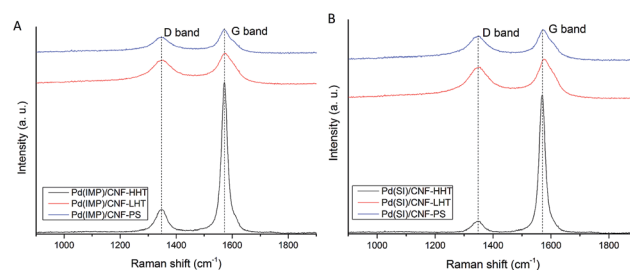 A
D band
G band
Intensity (a. u.)
Pd(IMP)/CNF-HHT
Pd(IMP)/CNF-LHT
Pd(IMP)/CNF-PS
1000 1200 1400 1600 1800
Raman shift (cm⁻¹)
B
D band
G band
Intensity (a. u.)
Pd(SI)/CNF-HHT
Pd(SI)/CNF-LHT
Pd(SI)/CNF-PS
1000 1200 1400 1600 1800
Raman shift (cm⁻¹)